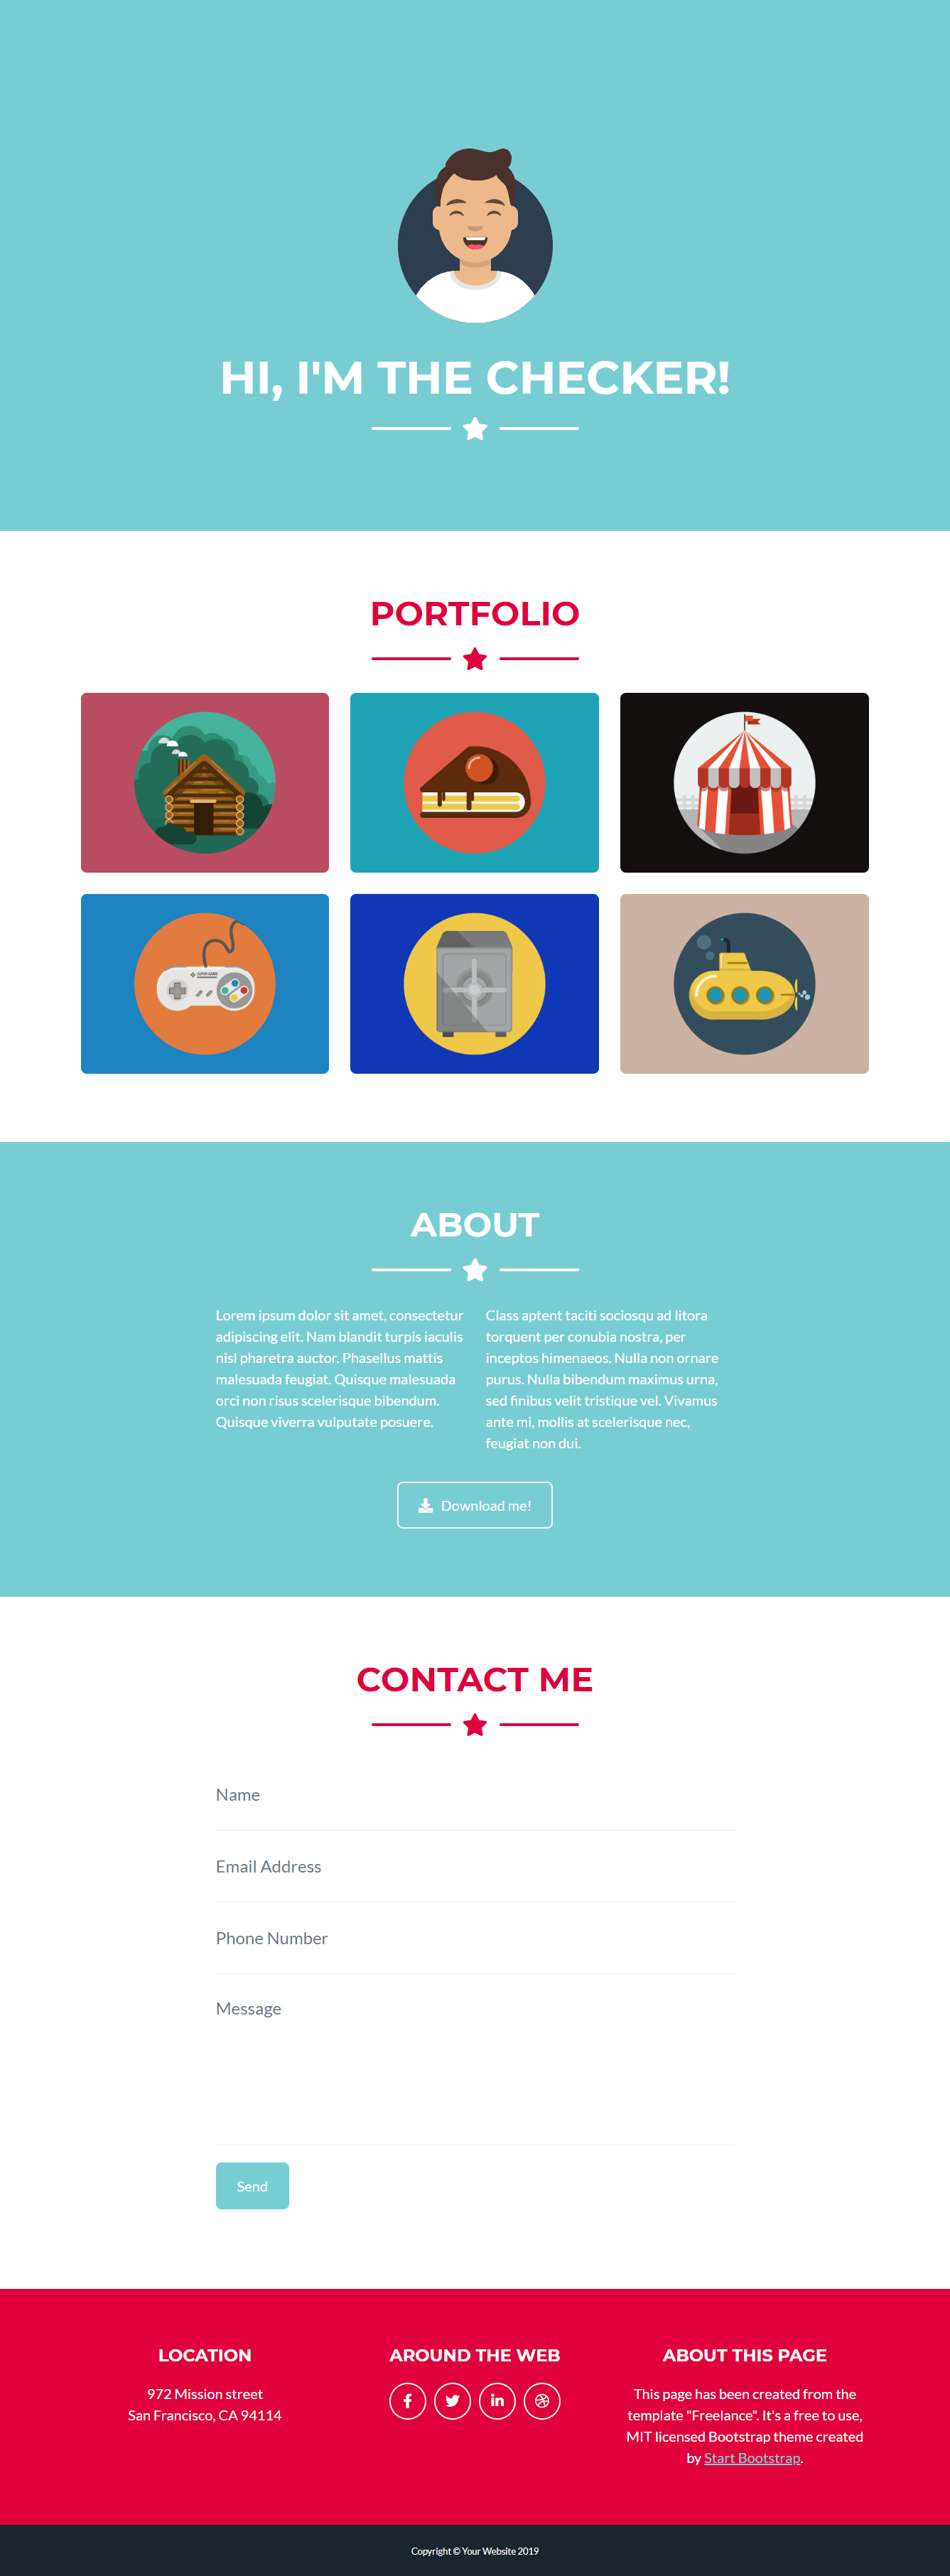 HI, I'M THE CHECKER!
PORTFOLIO
SUPER GAME
ABOUT
Lorem ipsum dolor sit amet, consectetur
adipiscing elit. Nam blandit turpis iaculis
nisl pharetra auctor. Phasellus mattis
malesuada feugiat. Quisque malesuada
orci non risus scelerisque bibendum.
Quisque viverra vulputate posuere.
Class aptent taciti sociosqu ad litora
torquent per conubia nostra, per
inceptos himenaeos. Nulla non ornare
purus. Nulla bibendum maximus urna,
sed finibus velit tristique vel. Vivamus
ante mi, mollis at scelerisque nec,
feugiat non dui.
Download me!
CONTACT ME
Name
Email Address
Phone Number
Message
Send
LOCATION
972 Mission street
San Francisco, CA 94114
AROUND THE WEB
ABOUT THIS PAGE
This page has been created from the
template "Freelance". It's a free to use,
MIT licensed Bootstrap theme created
by Start Bootstrap.
Copyright © Your Website 2019